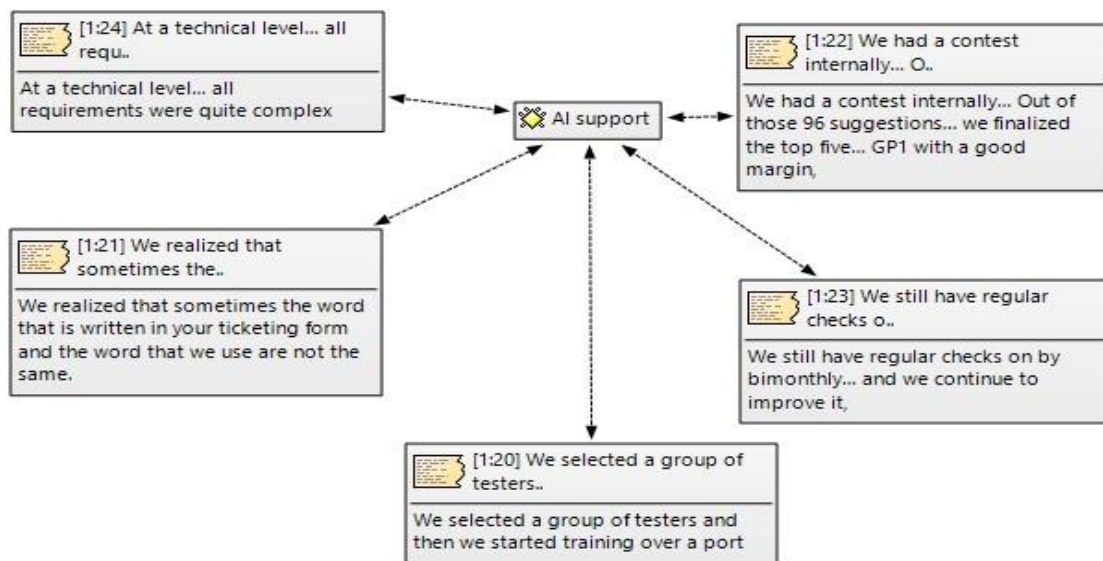 [1:24] At a technical level... all
requ..
At a technical level... all
requirements were quite complex
[1:22] We had a contest
internally... O..
We had a contest internally... Out of
those 96 suggestions... we finalized
the top five... GP1 with a good
margin,
AI support
[1:21] We realized that
sometimes the..
We realized that sometimes the word
that is written in your ticketing form
and the word that we use are not the
same.
[1:23] We still have regular
checks o..
We still have regular checks on by
bimonthly... and we continue to
improve it,
[1:20] We selected a group of
testers..
We selected a group of testers and
then we started training over a port